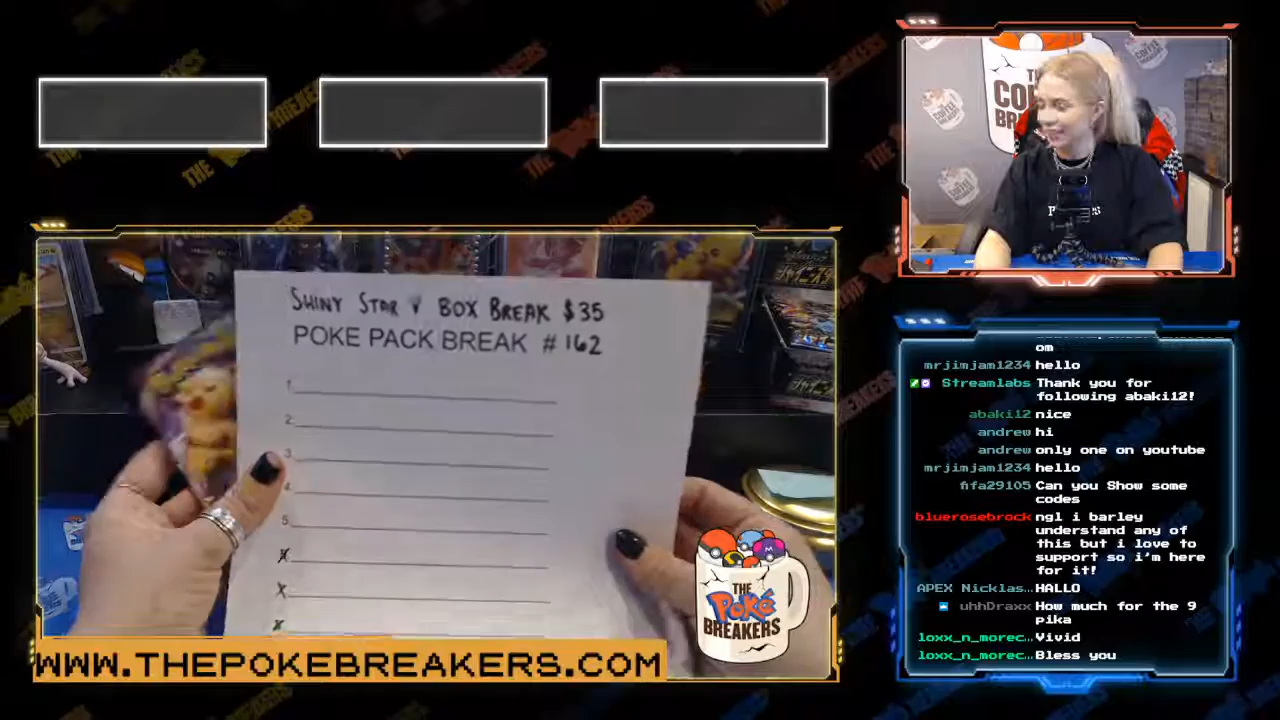 SHINY STAR V BOX BREAK $35
POKE PACK BREAK #162
1.
2.
3
4
5.
THE
Poké
BREAKERS
WWW.THEPOKEBREAKERS.COM
THE
om
mrjimjam1234 hello
Streamlabs Thank you for
following abaki12!
abaki12 nice
andrew hi
andrew only one on youtube
mrjimjam1234 hello
fifa29105 Can you Show some
codes
bluerosebrock ngl i barley
understand any of
this but i love to
support so i'm here
for it!
APEX Nicklas... HALLO
uhhDraxx How much for the 9
pika
loxx_n_morec... Vivid
loxx_n_morec... Bless you